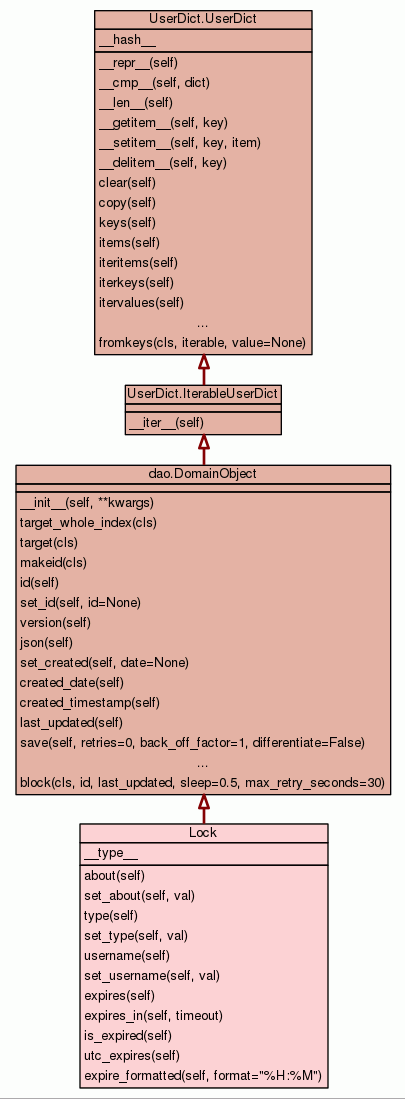 UserDict.UserDict
__hash__
__repr__(self)
__cmp__(self, dict)
__len__(self)
__getitem__(self, key)
__setitem__(self, key, item)
__delitem__(self, key)
clear(self)
copy(self)
keys(self)
items(self)
iteritems(self)
iterkeys(self)
itervalues(self)
...
fromkeys(cls, iterable, value=None)
UserDict.IterableUserDict
__iter__(self)
dao.DomainObject
__init__(self, **kwargs)
target_whole_index(cls)
target(cls)
makeid(cls)
id(self)
set_id(self, id=None)
version(self)
json(self)
set_created(self, date=None)
created_date(self)
created_timestamp(self)
last_updated(self)
save(self, retries=0, back_off_factor=1, differentiate=False)
...
block(cls, id, last_updated, sleep=0.5, max_retry_seconds=30)
Lock
__type__
about(self)
set_about(self, val)
type(self)
set_type(self, val)
username(self)
set_username(self, val)
expires(self)
expires_in(self, timeout)
is_expired(self)
utc_expires(self)
expire_formatted(self, format="%H:%M")